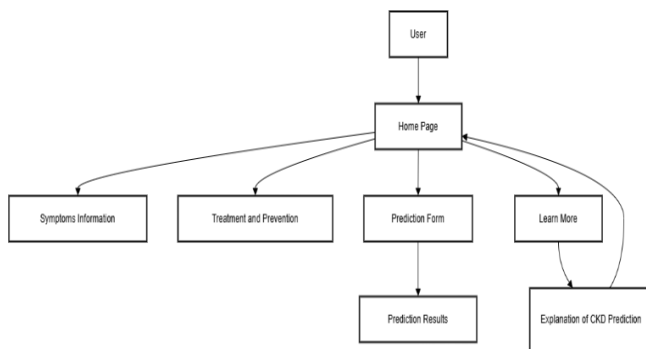 User
Home Page
Symptoms Information
Treatment and Prevention
Prediction Form
Learn More
Prediction Results
Explanation of CKD Prediction